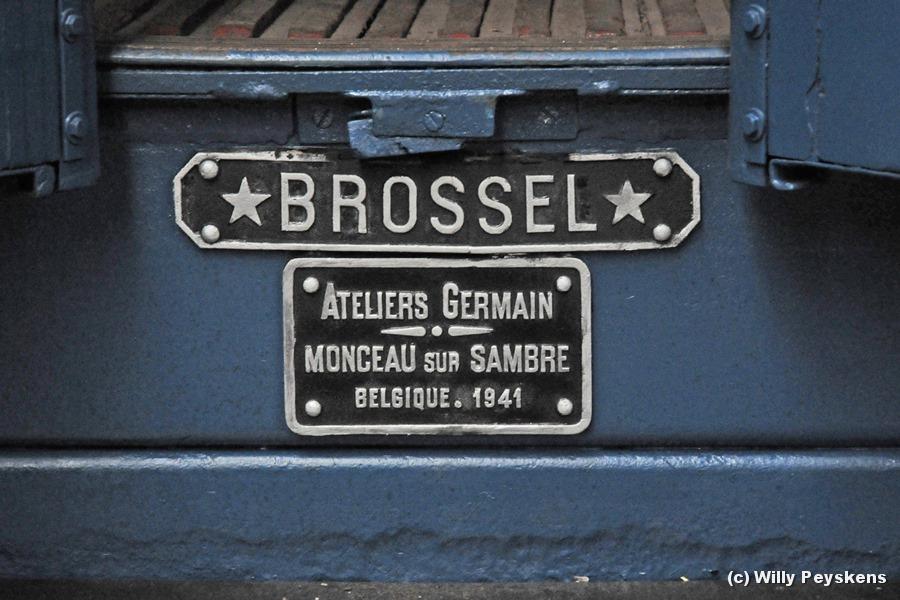 ★ BROSSEL ★
ATELIERS GERMAIN
MONCEAU SUR SAMBRE
BELGIQUE. 1941
(c) Willy Peyskens